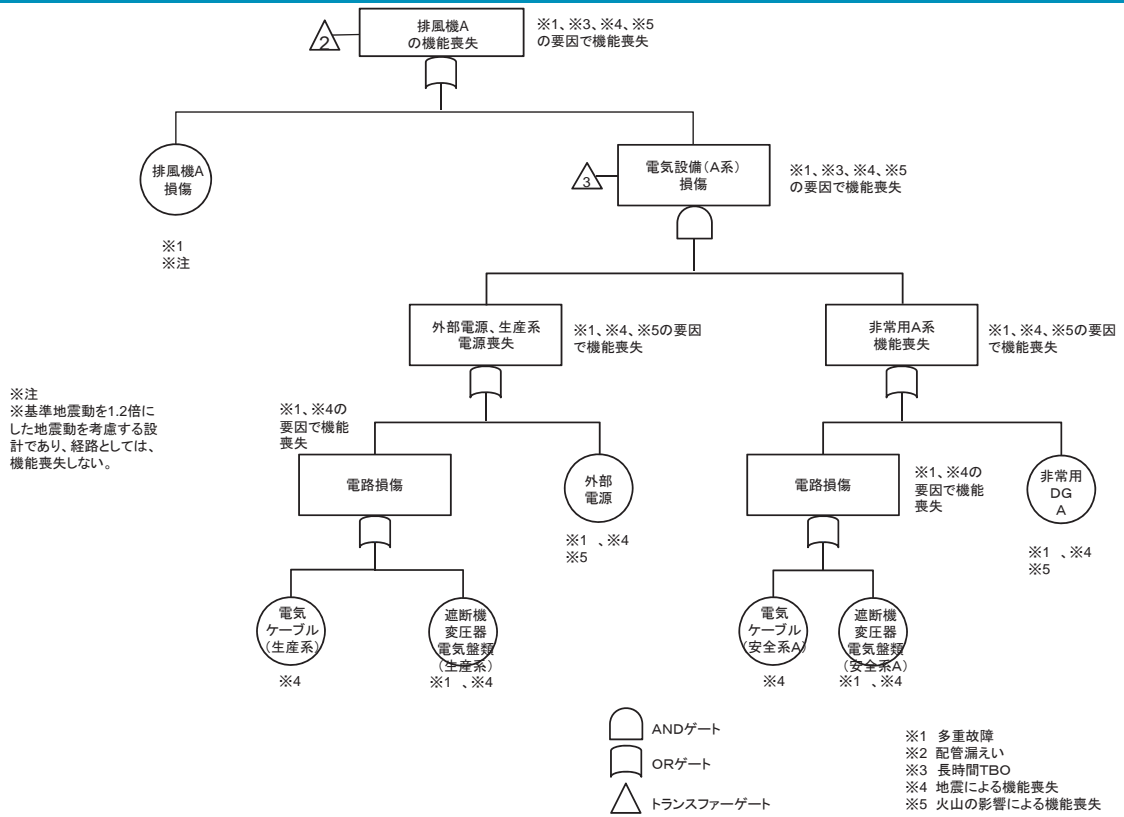 2
排風機A
の機能喪失
※1、※3、※4、※5
の要因で機能喪失
排風機A
損傷
※1
※注
3
電気設備(A系)
損傷
※1、※3、※4、※5
の要因で機能喪失
外部電源、生産系
電源喪失
※1、※4、※5の要因
で機能喪失
非常用A系
機能喪失
※1、※4、※5の要因
で機能喪失
※注
※基準地震動を1.2倍に
した地震動を考慮する設
計であり、経路としては、
機能喪失しない。
※1、※4の
要因で機能
喪失
電路損傷
外部
電源
※1 、※4
※5
電路損傷
※1、※4の
要因で機能
喪失
非常用
DG
A
※1 、※4
※5
電気
ケーブル
(生産系)
※4
遮断機
変圧器
電気盤類
(生産系)
※1 、※4
電気
ケーブル
(安全系A)
※4
遮断機
変圧器
電気盤類
(安全系A)
※1 、※4
ANDゲート
ORゲート
トランスファーゲート
※1 多重故障
※2 配管漏えい
※3 長時間TBO
※4 地震による機能喪失
※5 火山の影響による機能喪失